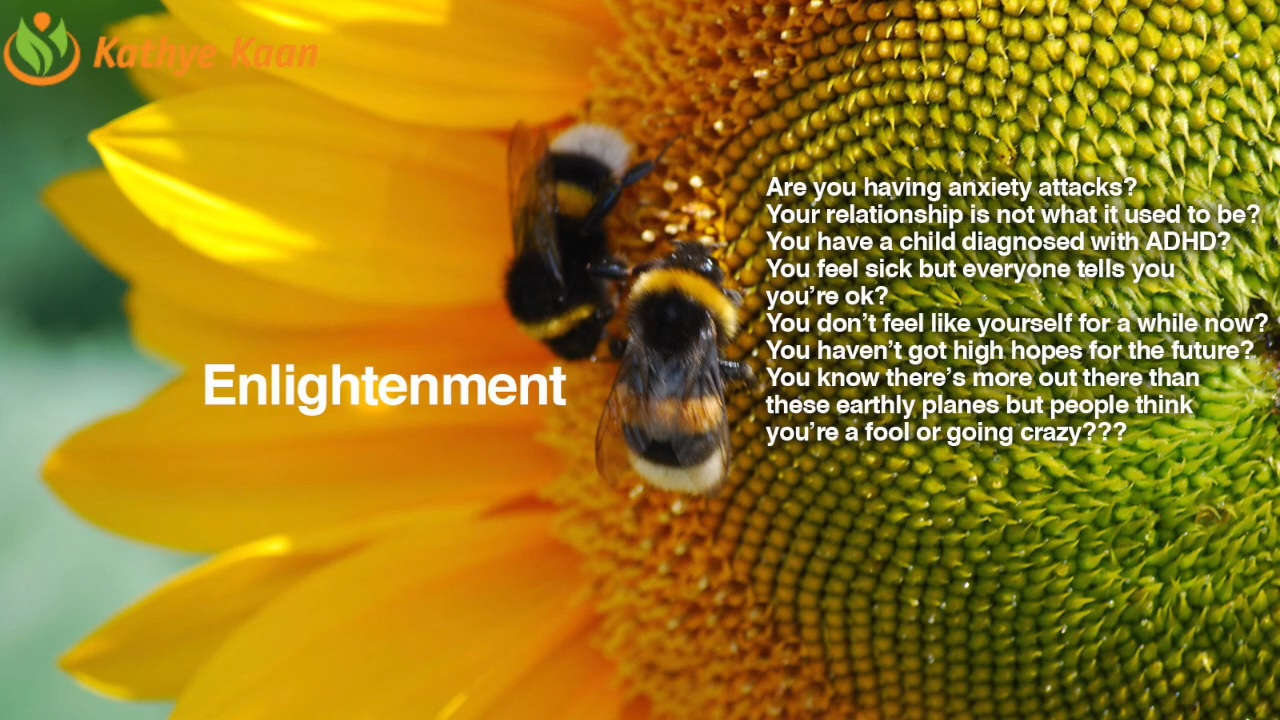 Kathye Kaan
Enlightenment
Are you having anxiety attacks?
Your relationship is not what it used to be?
You have a child diagnosed with ADHD?
You feel sick but everyone tells you
you’re ok?
You don’t feel like yourself for a while now?
You haven’t got high hopes for the future?
You know there’s more out there than
these earthly planes but people think
you’re a fool or going crazy???